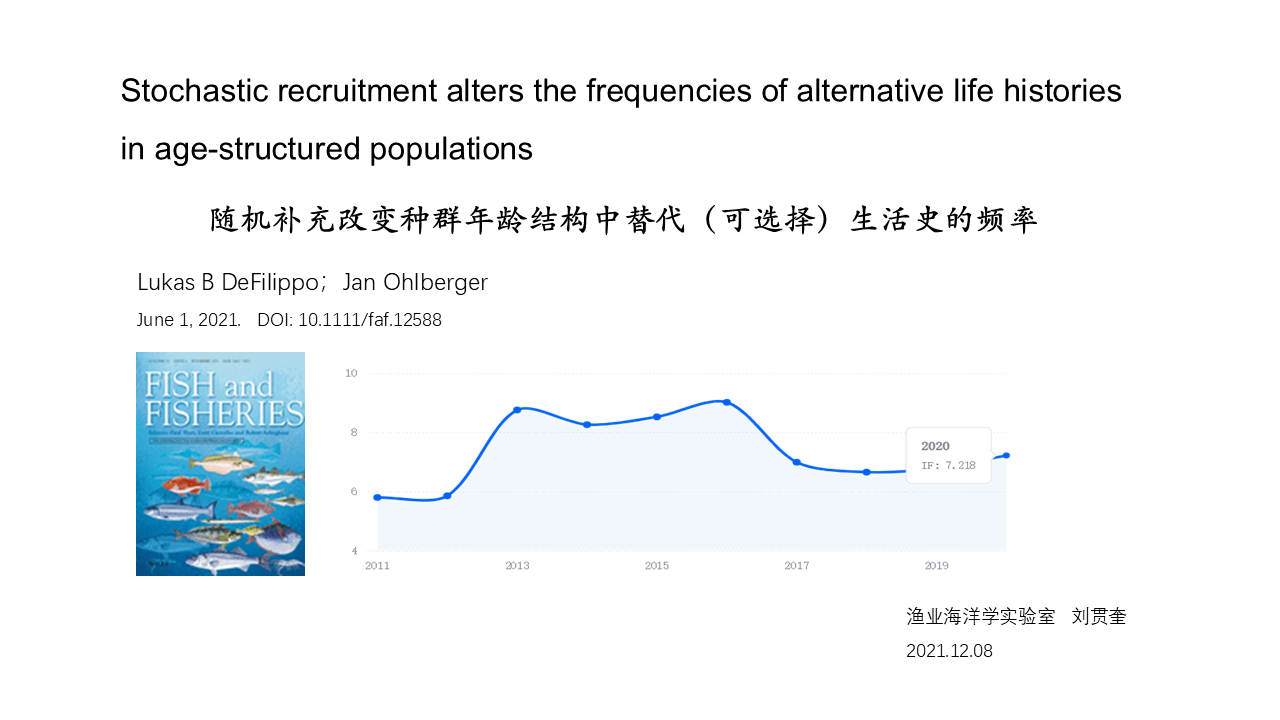 Stochastic recruitment alters the frequencies of alternative life histories
in age-structured populations
随机补充改变种群年龄结构中替代（可选择）生活史的频率
Lukas B DeFilippo；Jan Ohlberger
June 1, 2021. DOI: 10.1111/faf.12588
FISH and
FISHERIES
10
8
6
4
2011
2013
2015
2017
2019
2020
IF: 7.218
渔业海洋学实验室 刘贯奎
2021.12.08